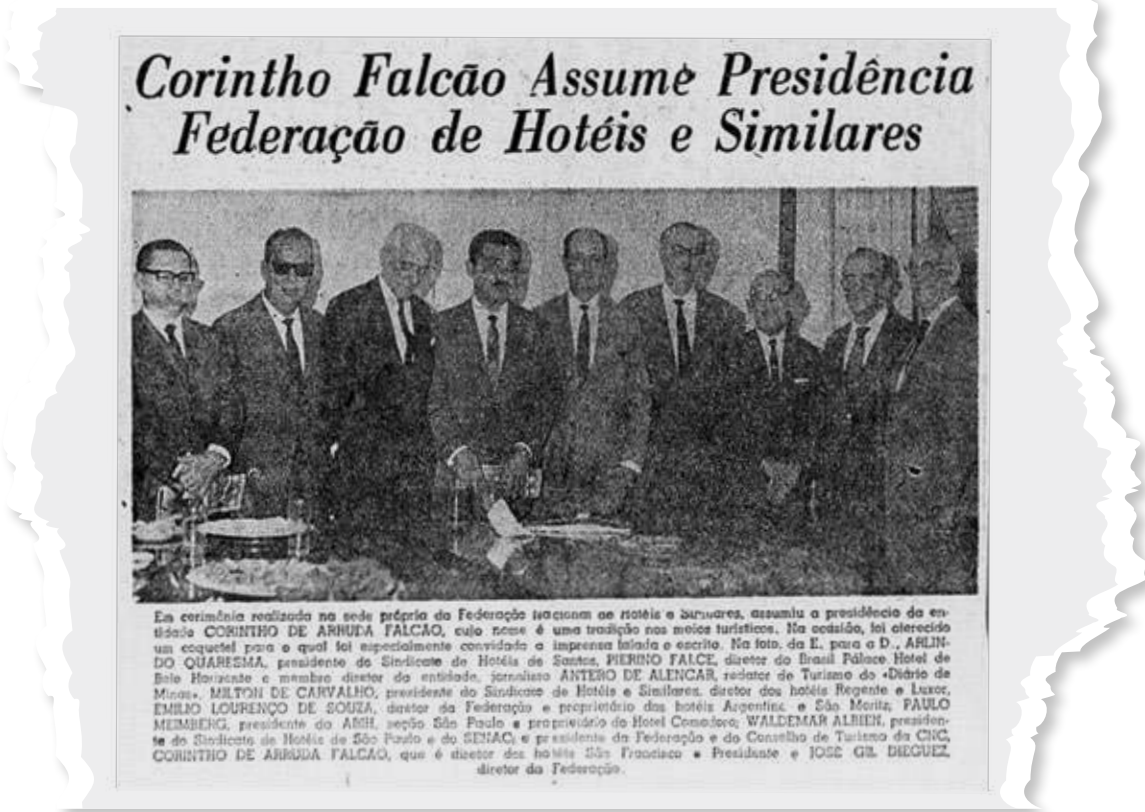 Corintho Falcão Assume Presidência
Federação de Hotéis e Similares
Em cerimônia realizada na sede própria da Federação Nacional de Hotéis e Similares, assumiu a presidência da en-
tidade CORINTHO DE ARRUDA FALCÃO, cujo nome é uma tradição nos meios turísticos. Na ocasião, foi oferecido
um coquetel para o qual foi especialmente convidada a imprensa falada e escrita. Na foto, da E. para a D., ARLIN-
DO QUARESMA, presidente do Sindicato de Hotéis de Santos, PIERINO FALCE, diretor do Brasil Pálace Hotel de
Belo Horizonte e membro diretor da entidade, jornalista ANTERO DE ALENCAR, redator de Turismo do «Diário de
Minas», MILTON DE CARVALHO, presidente do Sindicato de Hotéis e Similares, diretor dos hotéis Regente e Luxor,
EMILIO LOURENÇO DE SOUZA, diretor da Federação e proprietário dos hotéis Argentina e São Moritz; PAULO
MEIMBERG, presidente da ABIH, seção São Paulo e proprietário do Hotel Comodoro; WALDEMAR ALBIEN, presiden-
te do Sindicato de Hotéis de São Paulo e do SENAC; e presidente da Federação e do Conselho de Turismo da CNC,
CORINTHO DE ARRUDA FALCÃO, que é diretor dos hotéis São Francisco e Presidente e JOSÉ GIL DIEGUEZ,
diretor da Federação.